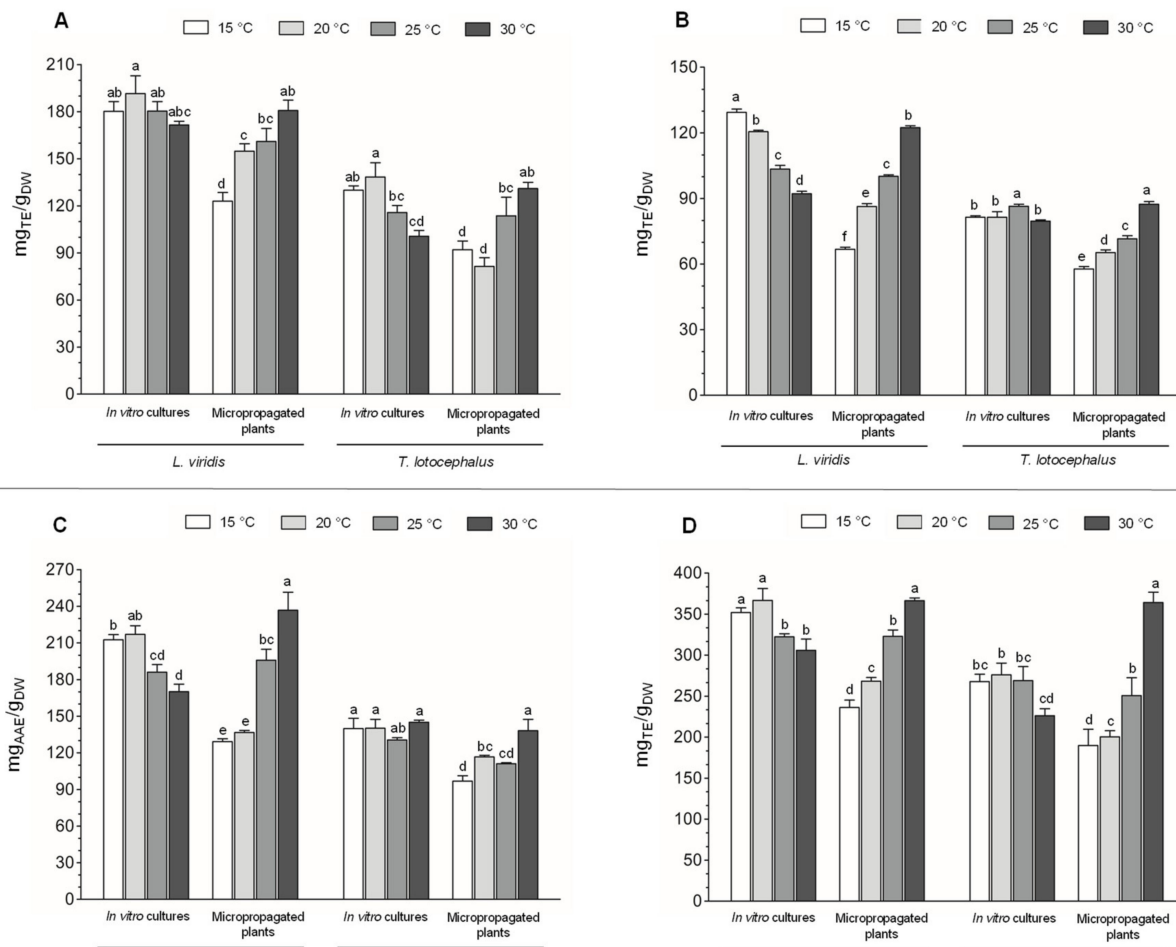 A
15 °C 20 °C 25 °C 30 °C
mgTE/gDW
210
180
150
120
90
60
30
0
ab a ab abc
d c bc ab
ab a bc cd
d d bc ab
In vitro cultures Micropropagated plants In vitro cultures Micropropagated plants
L. viridis T. lotocephalus
B
15 °C 20 °C 25 °C 30 °C
mgTE/gDW
150
120
90
60
30
0
a b c d
f e c b
b b a b
e d c a
In vitro cultures Micropropagated plants In vitro cultures Micropropagated plants
L. viridis T. lotocephalus
C
15 °C 20 °C 25 °C 30 °C
mgAAE/gDW
270
240
210
180
150
120
90
60
30
0
b ab cd d
e e bc a
a a ab a
d bc cd a
In vitro cultures Micropropagated plants In vitro cultures Micropropagated plants
D
15 °C 20 °C 25 °C 30 °C
mgTE/gDW
400
350
300
250
200
150
100
50
0
a a b b
d c b a
bc b bc cd
d cd b a
In vitro cultures Micropropagated plants In vitro cultures Micropropagated plants